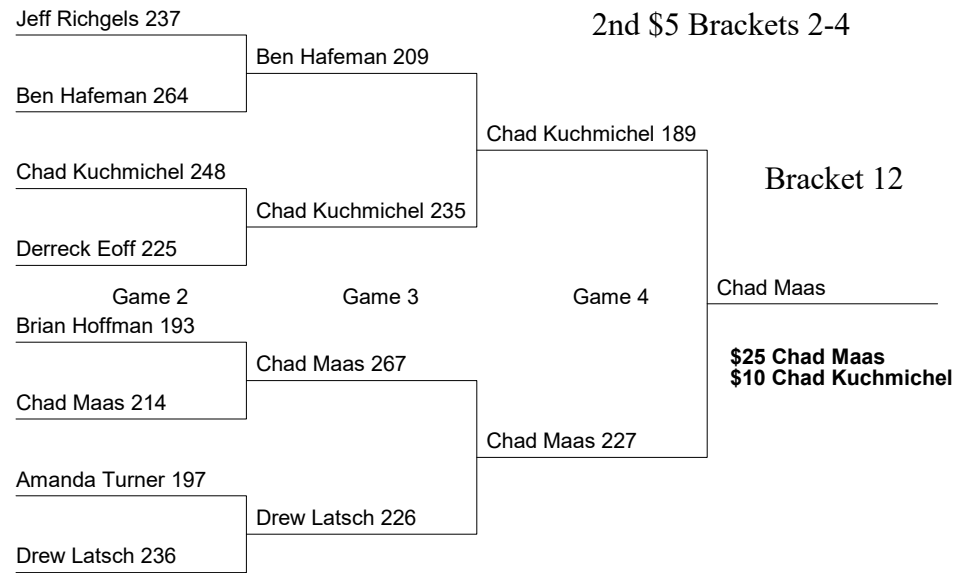 Jeff Richgels 237
2nd $5 Brackets 2-4
Ben Hafeman 209
Ben Hafeman 264
Chad Kuchmichel 189
Chad Kuchmichel 248
Bracket 12
Chad Kuchmichel 235
Derreck Eoff 225
Game 2
Game 3
Game 4
Chad Maas
Brian Hoffman 193
Chad Maas 267
$25 Chad Maas
$10 Chad Kuchmichel
Chad Maas 214
Chad Maas 227
Amanda Turner 197
Drew Latsch 226
Drew Latsch 236